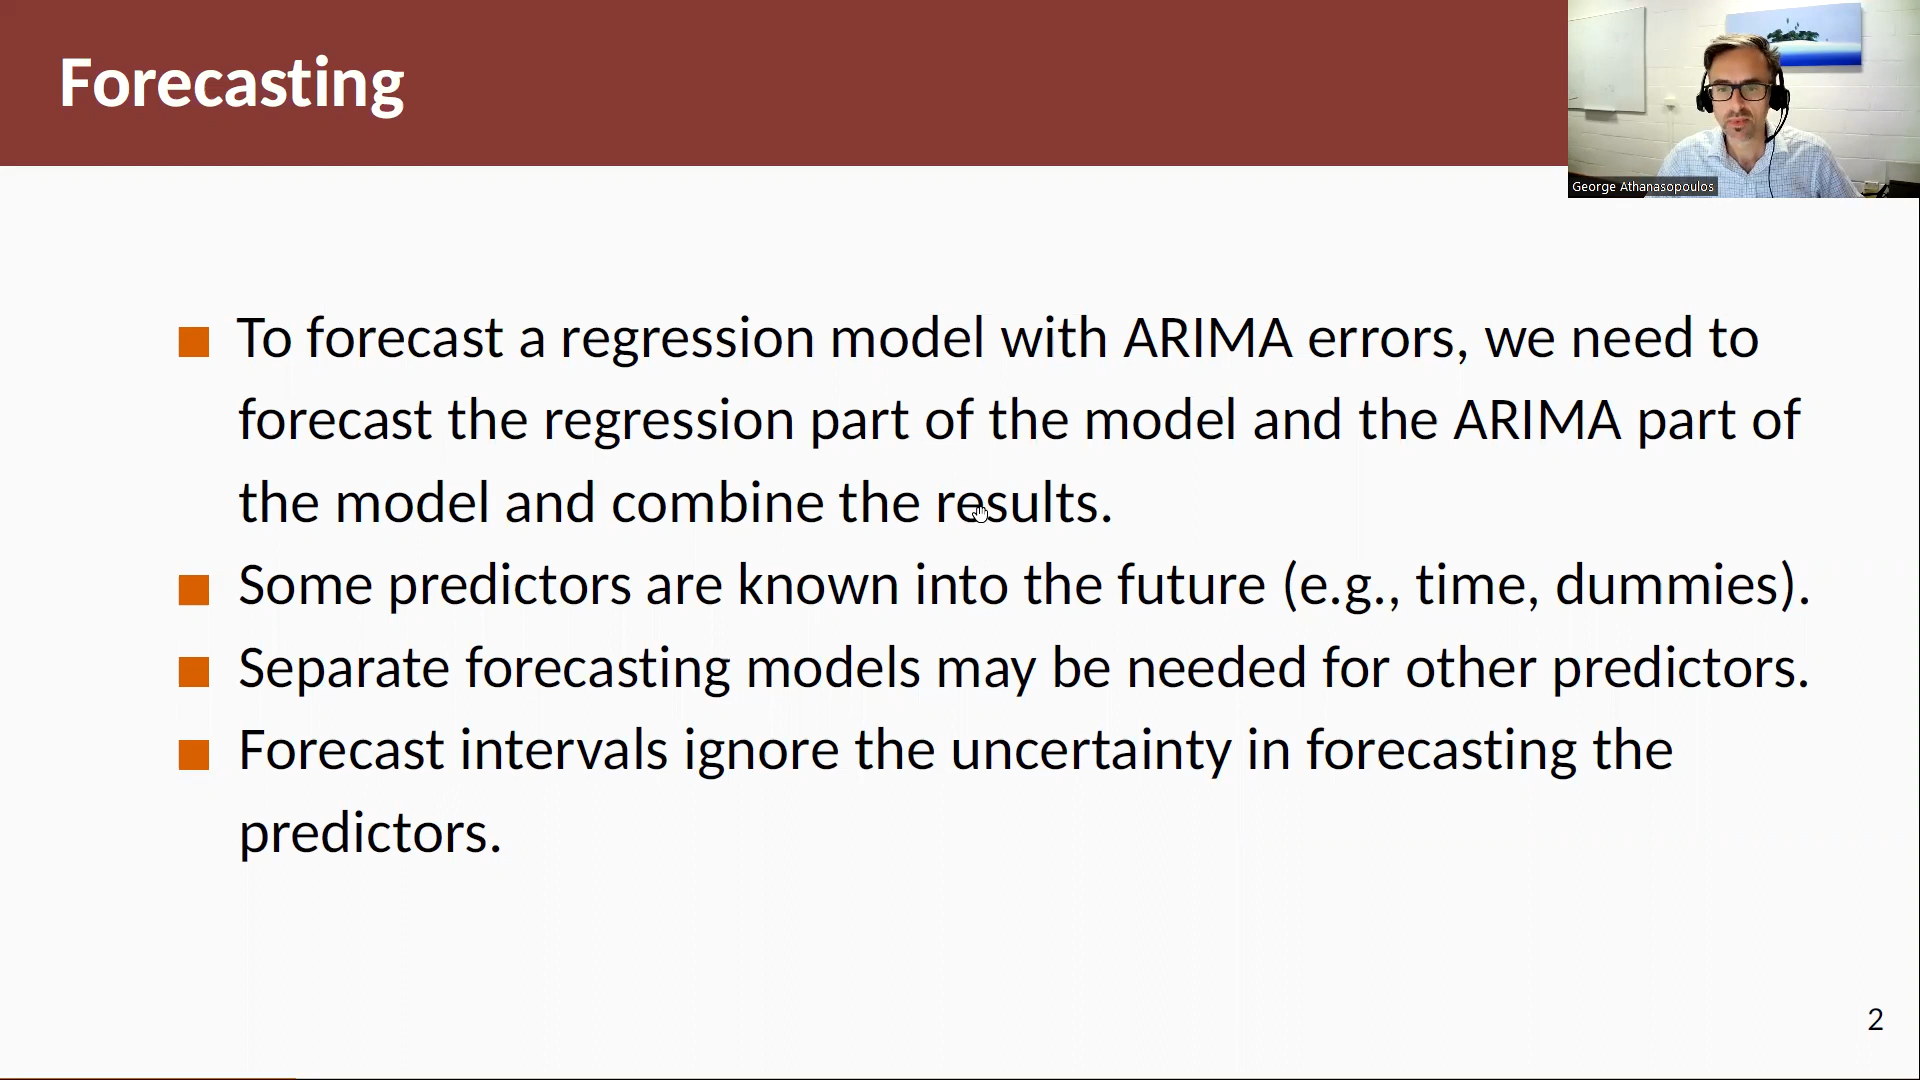 Forecasting
George Athanasopoulos
To forecast a regression model with ARIMA errors, we need to
forecast the regression part of the model and the ARIMA part of
the model and combine the results.
Some predictors are known into the future (e.g., time, dummies).
Separate forecasting models may be needed for other predictors.
Forecast intervals ignore the uncertainty in forecasting the
predictors.
2